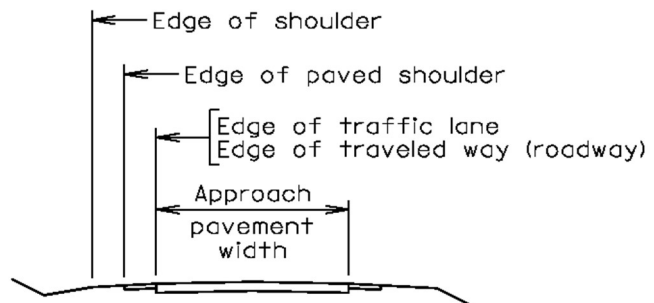 Edge of shoulder
Edge of paved shoulder
Edge of traffic lane
Edge of traveled way (roadway)
Approach
pavement
width